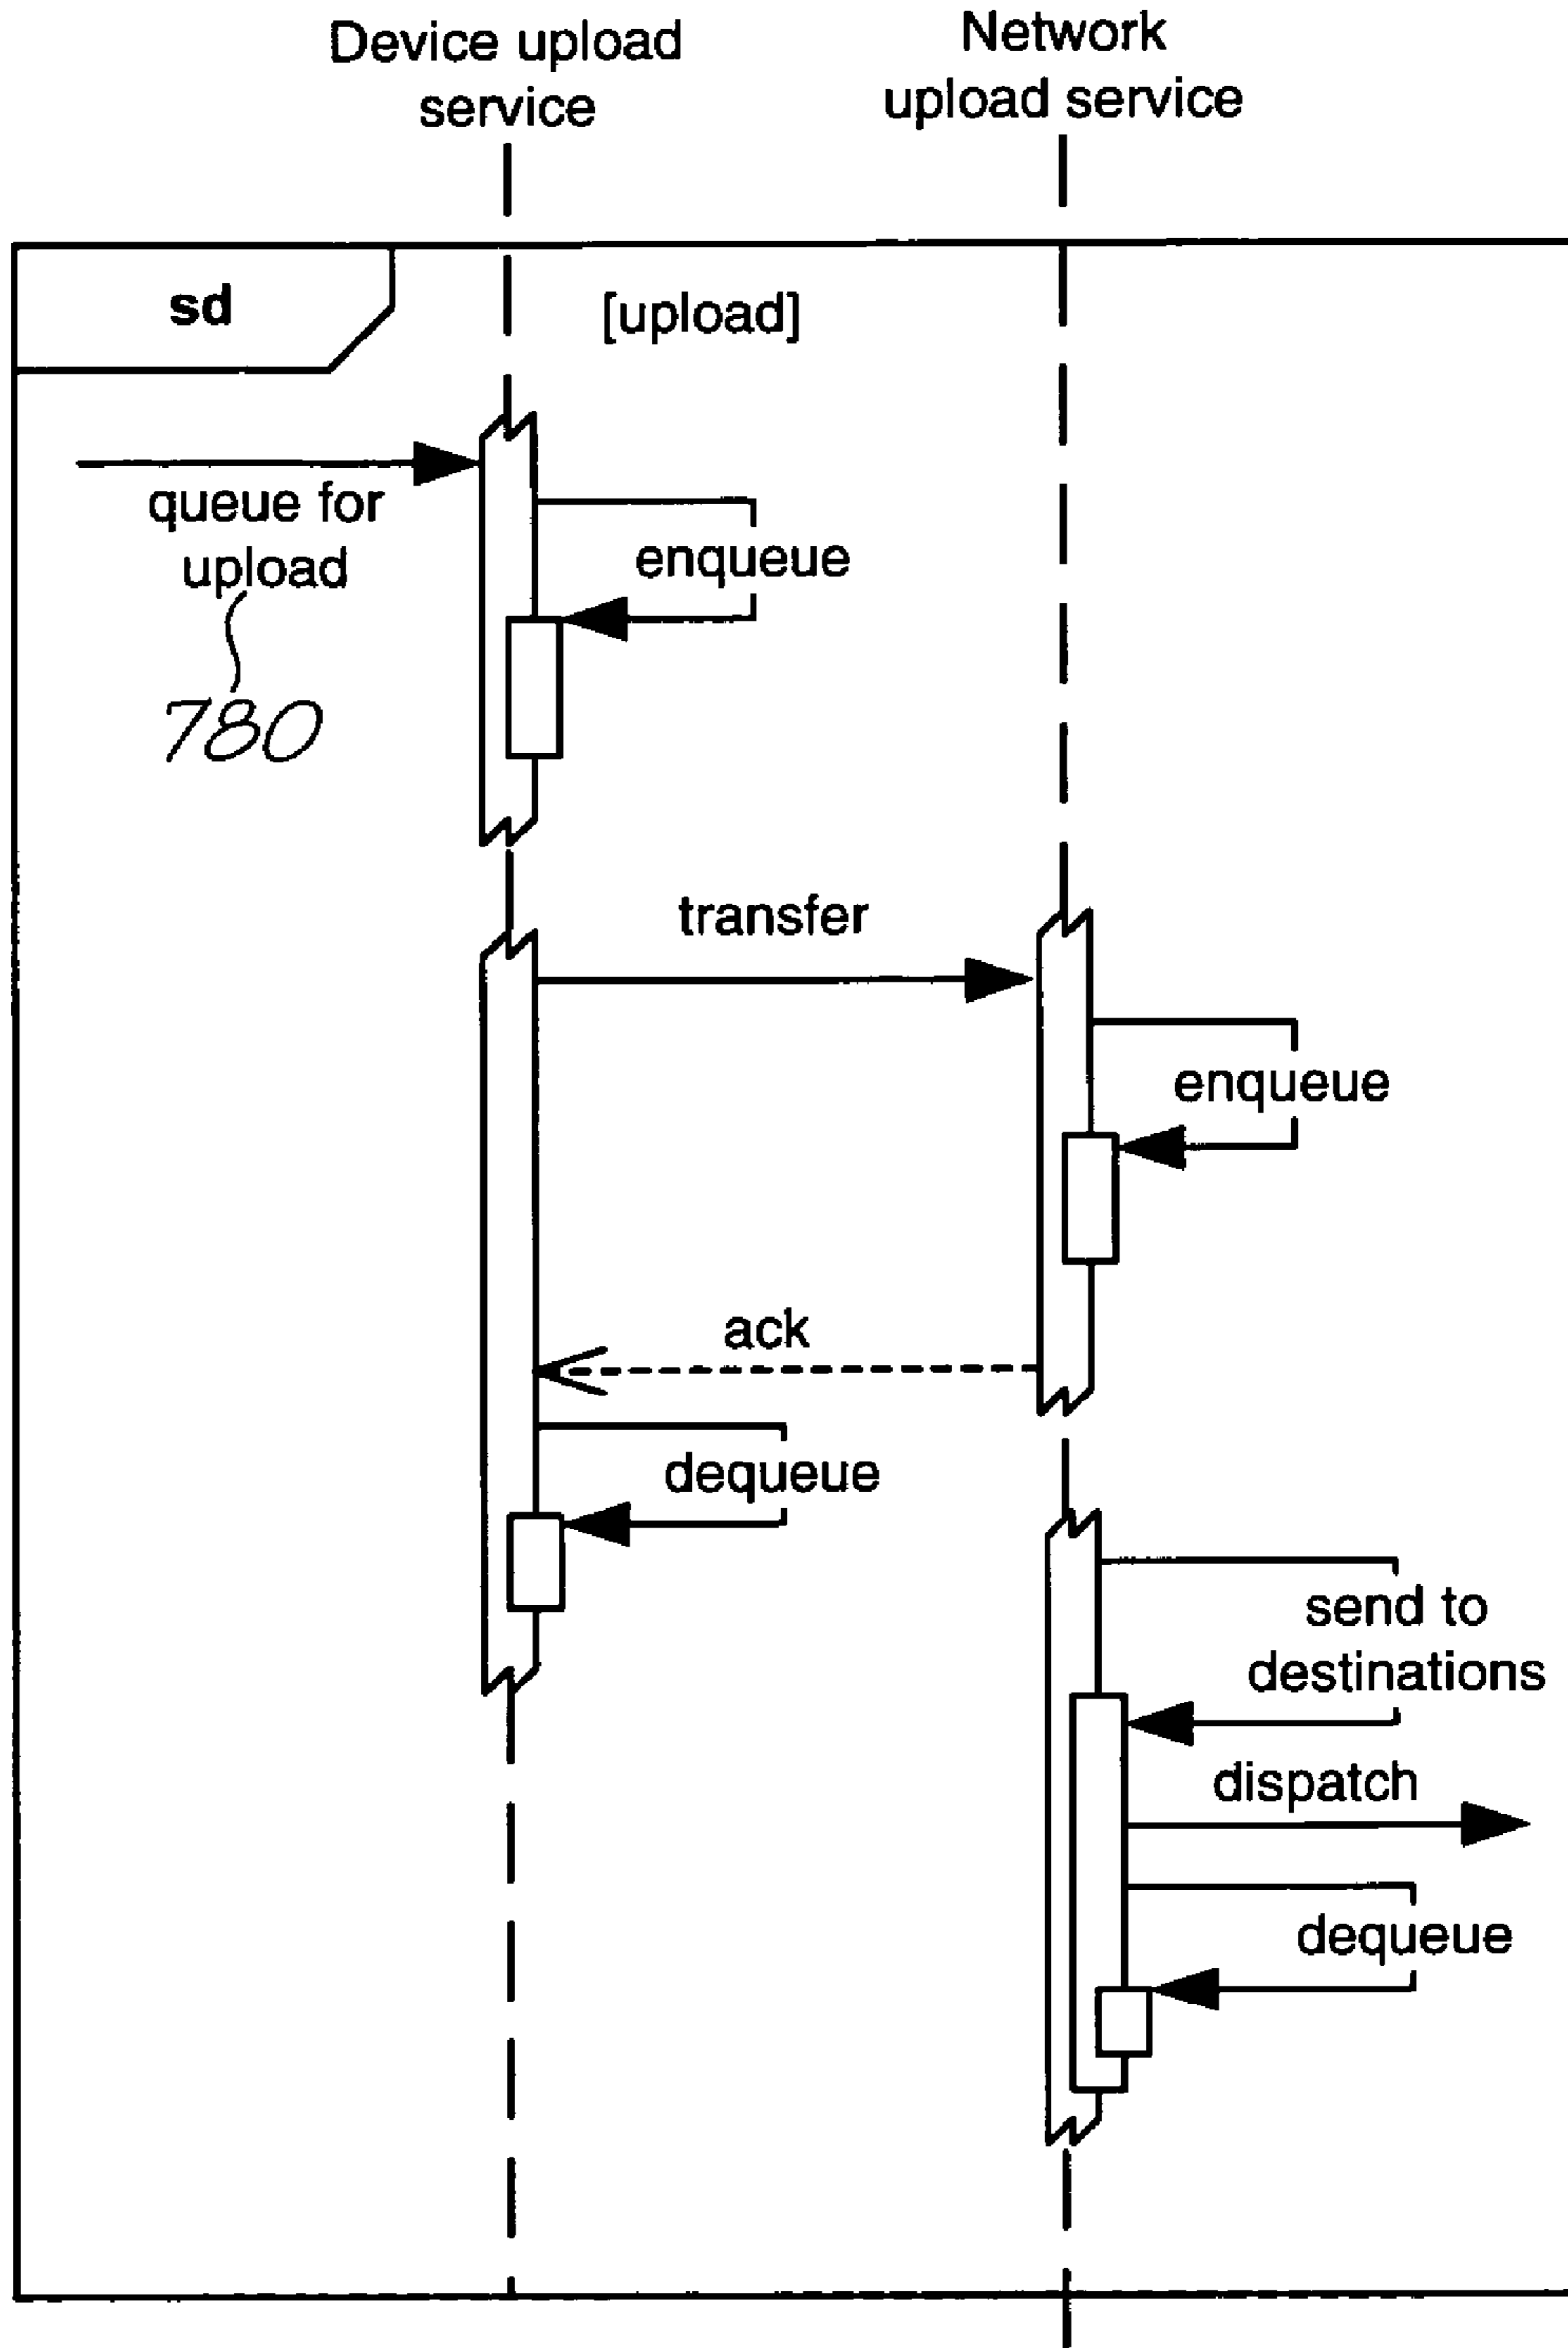 Device upload
service
Network
upload service
sd
[upload]
queue for
upload
780
enqueue
transfer
enqueue
ack
dequeue
send to
destinations
dispatch
dequeue